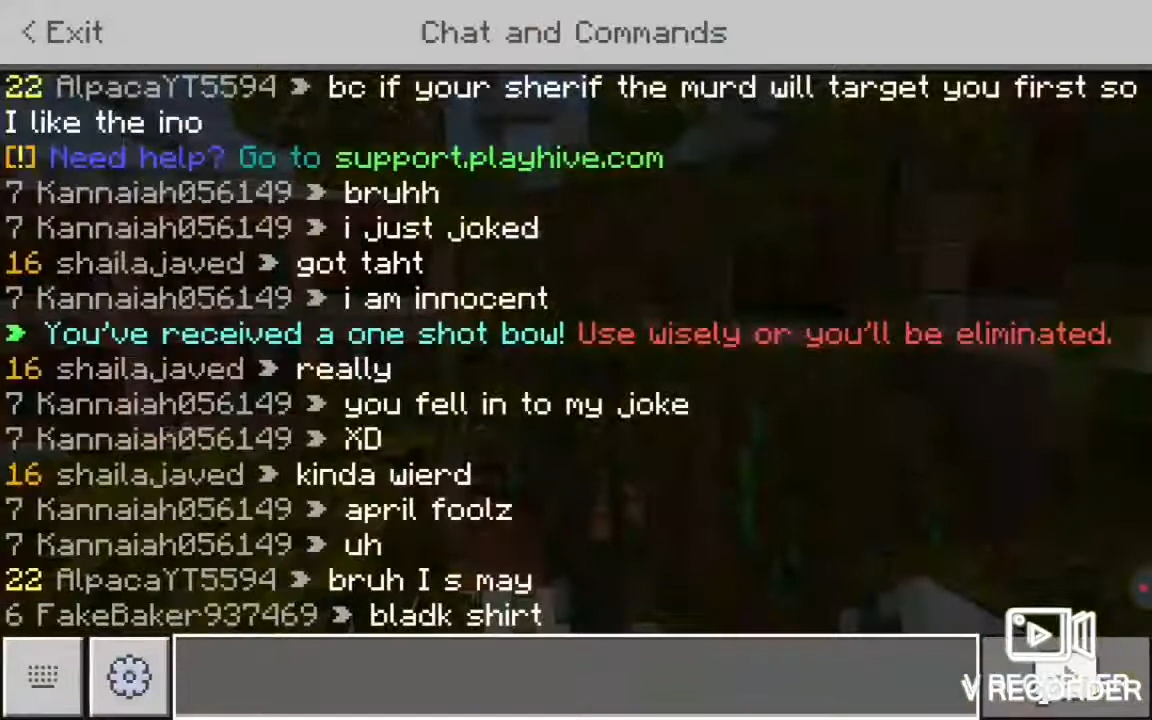 < Exit
Chat and Commands
22 AlpacaYT5594 » bc if your sherif the murd will target you first so
I like the ino
[!] Need help? Go to support.playhive.com
7 Kannaiah056149 » bruhh
7 Kannaiah056149 » i just joked
16 shailajaved » got taht
7 Kannaiah056149 » i am innocent
» You've received a one shot bow! Use wisely or you'll be eliminated.
16 shailajaved » really
7 Kannaiah056149 » you fell in to my joke
7 Kannaiah056149 » XD
16 shailajaved » kinda wierd
7 Kannaiah056149 » april foolz
7 Kannaiah056149 » uh
22 AlpacaYT5594 » bruh I s may
6 FakeBaker937469 » bladk shirt
V RECORDER